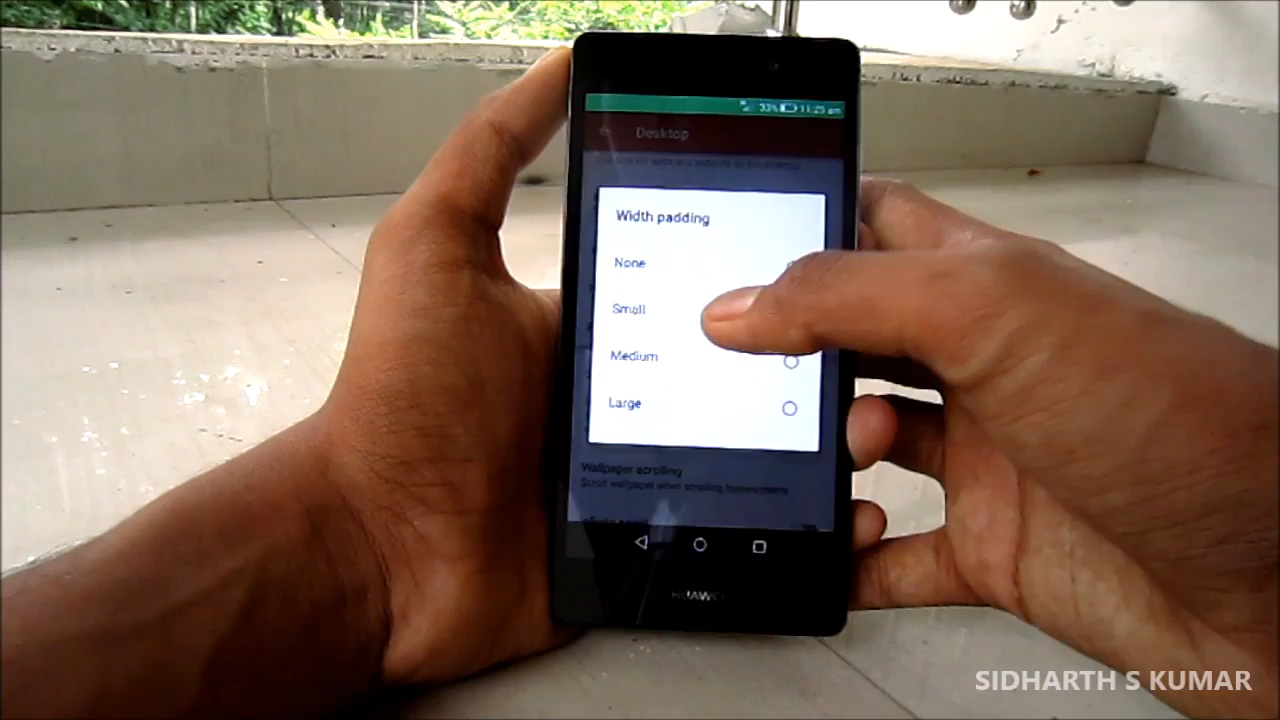 33% 11:25 am
Desktop
Width padding
None
Small
Medium
Large
Wallpaper scrolling
Scroll wallpaper when scrolling homescreens
HUAWEI
SIDHARTH S KUMAR